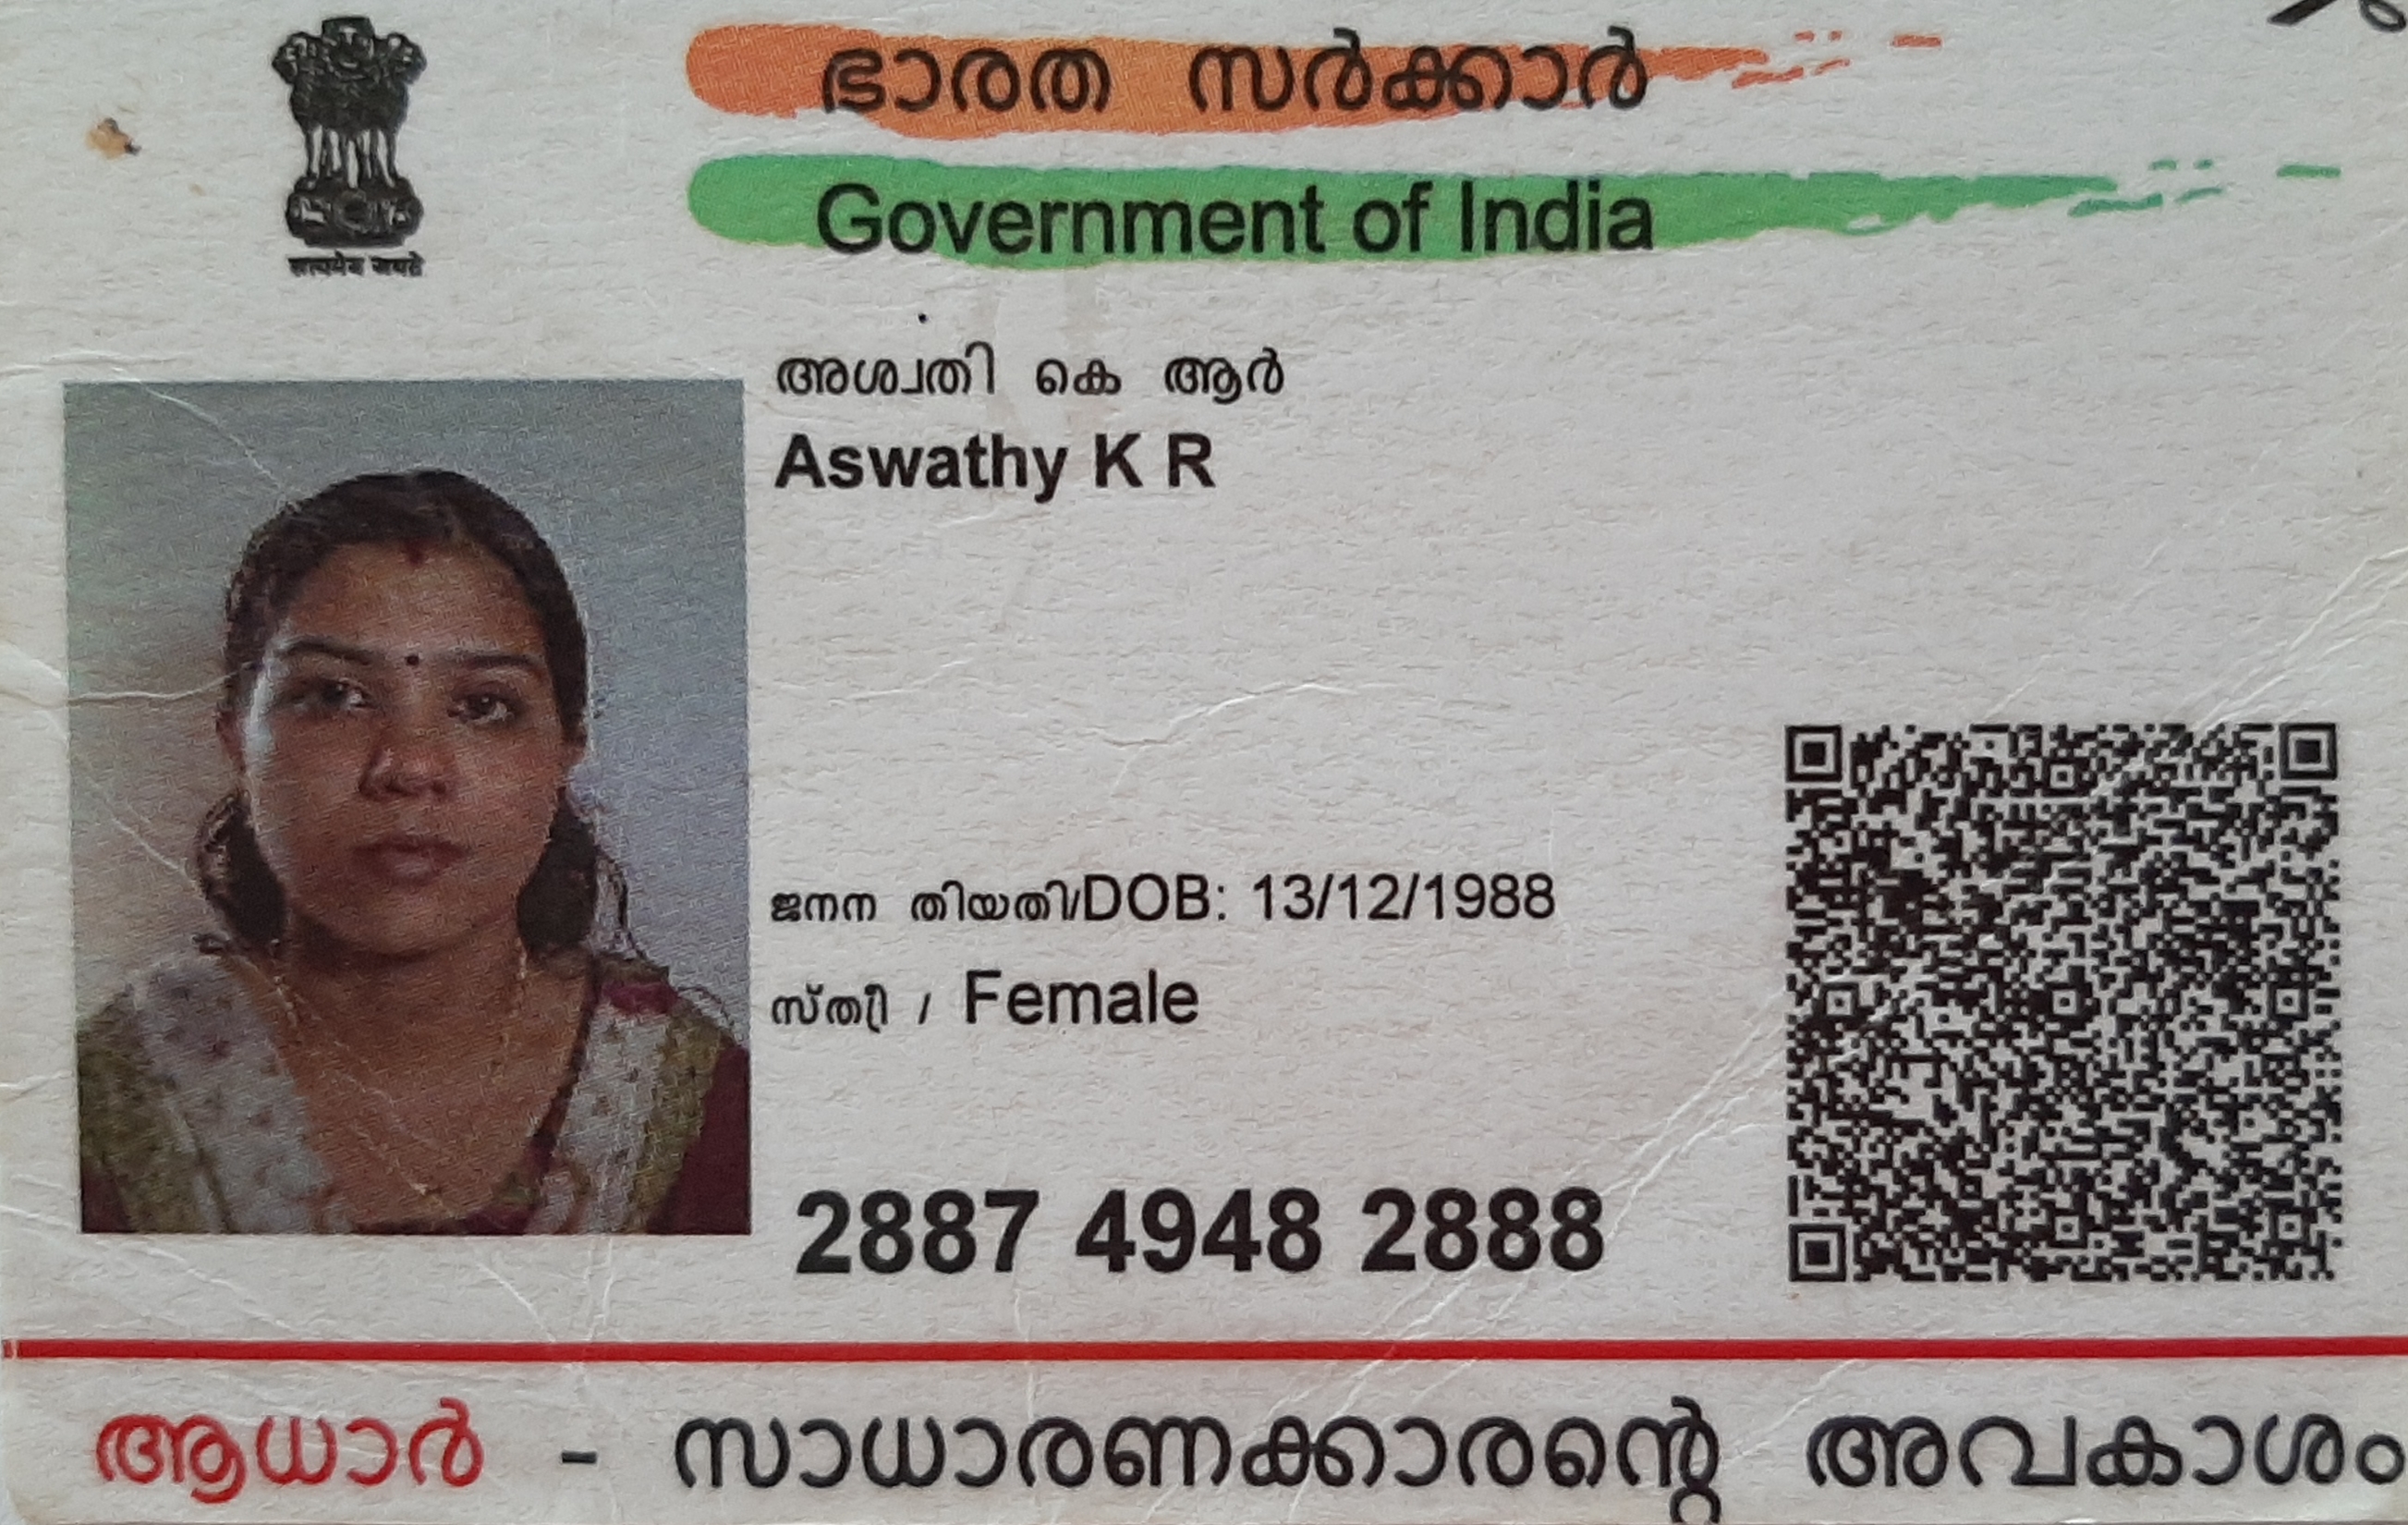 ഭാരത സർക്കാർ
Government of India
सत्यमेव जयते
അശ്വതി കെ ആർ
Aswathy K R
ജനന തിയതി/DOB: 13/12/1988
സ്ത്രീ / Female
2887 4948 2888
ആധാർ - സാധാരണക്കാരന്റെ അവകാശം